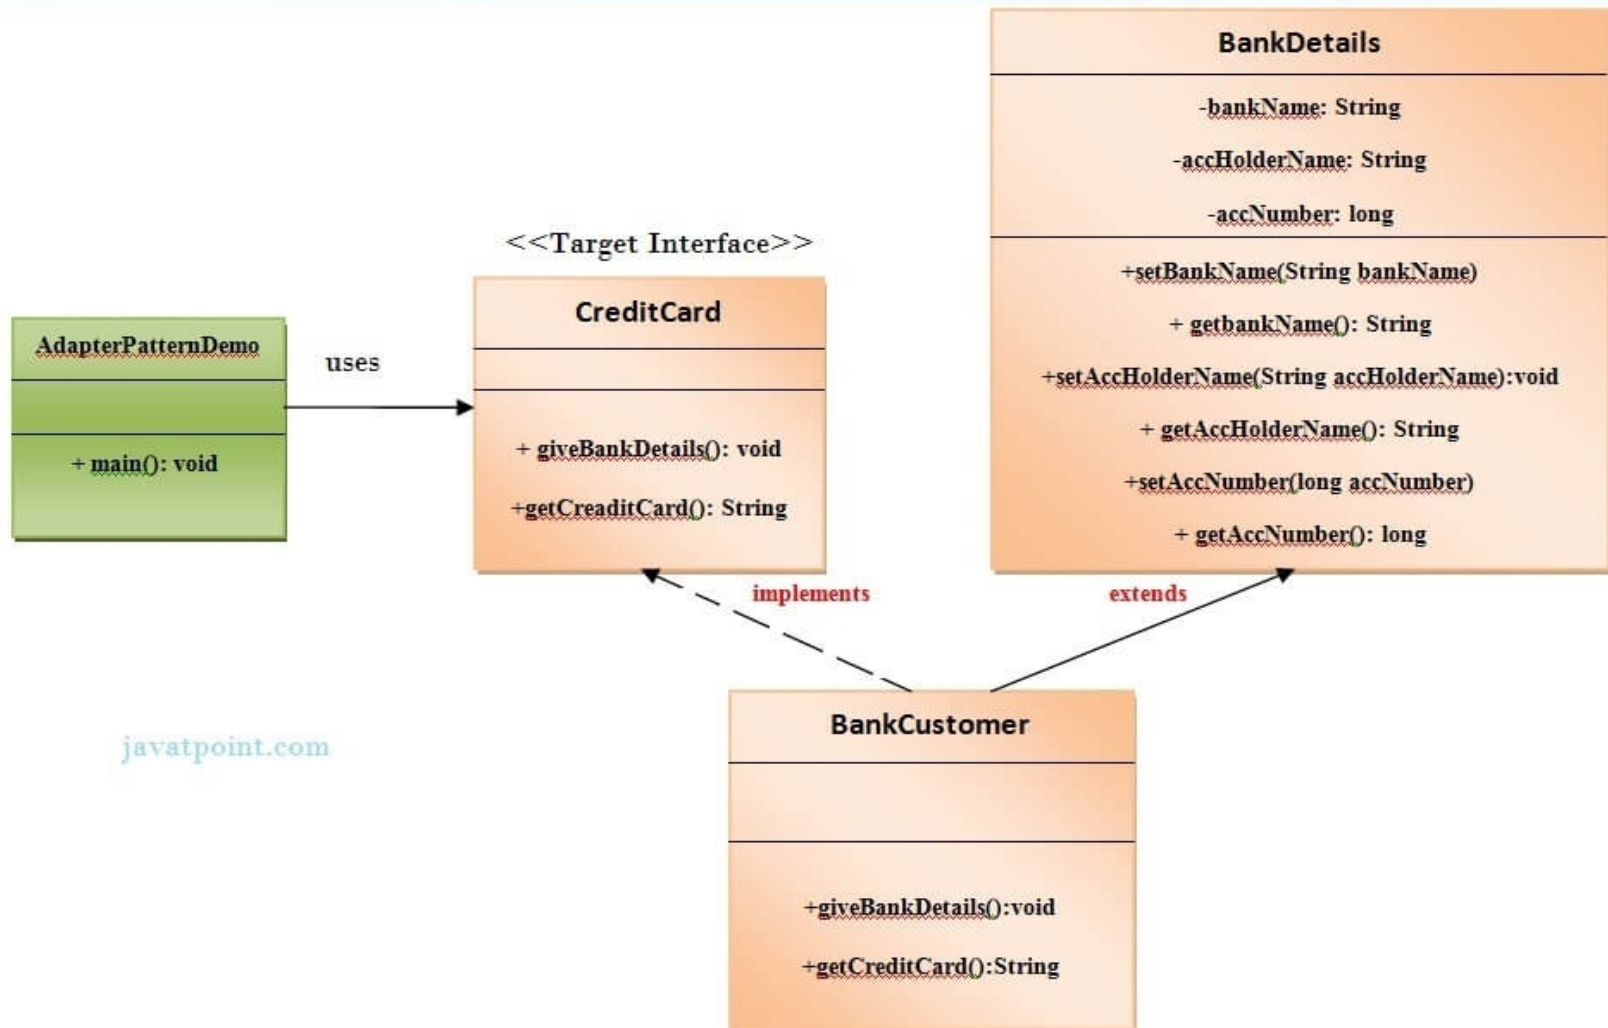 BankDetails
-bankName: String
-accHolderName: String
-accNumber: long
+setBankName(String bankName)
+ getbankName(): String
+setAccHolderName(String accHolderName):void
+ getAccHolderName(): String
+setAccNumber(long accNumber)
+ getAccNumber(): long
<<Target Interface>>
CreditCard
+ giveBankDetails(): void
+getCreaditCard(): String
AdapterPatternDemo
+ main(): void
uses
implements
extends
BankCustomer
+giveBankDetails():void
+getCreditCard():String
javatpoint.com